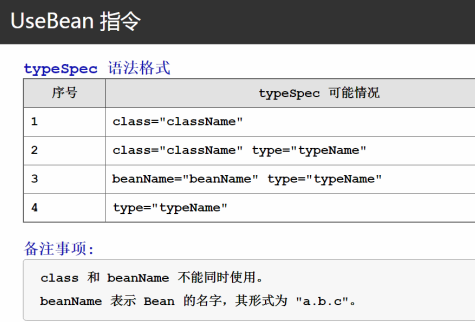 UseBean 指令
typeSpec 语法格式
序号 typeSpec 可能情况
1 class="className"
2 class="className" type="typeName"
3 beanName="beanName" type="typeName"
4 type="typeName"
备注事项:
class 和 beanName 不能同时使用。
beanName 表示 Bean 的名字，其形式为 "a.b.c"。